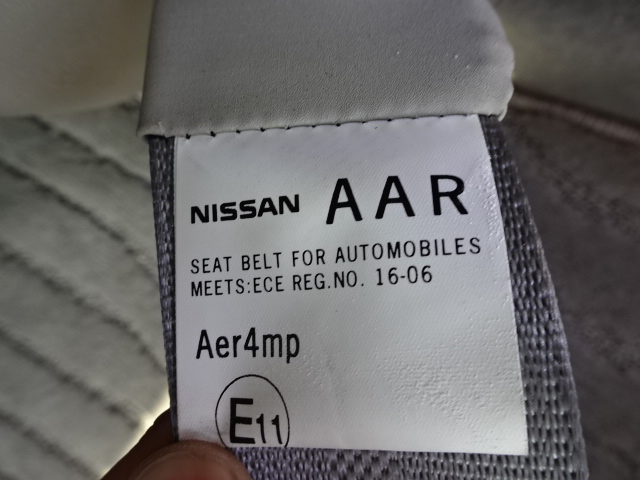 NISSAN AAR
SEAT BELT FOR AUTOMOBILES
MEETS:ECE REG.NO. 16-06
Aer4mp
E11